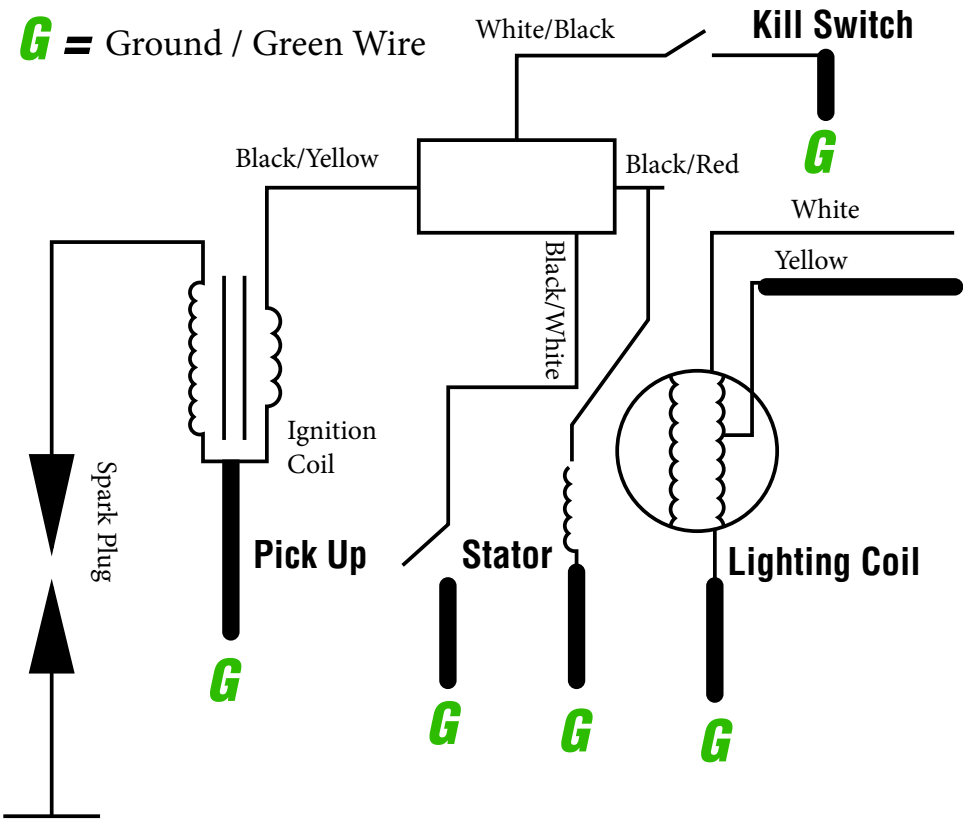 G = Ground / Green Wire
White/Black
Kill Switch
G
Black/Yellow
Black/Red
White
Yellow
Black/White
Ignition
Coil
Spark Plug
Pick Up
Stator
Lighting Coil
G
G
G
G